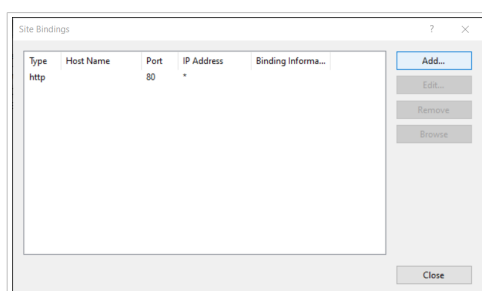 Site Bindings
Type Host Name Port IP Address Binding Informa...
http 80 *
Add...
Edit...
Remove
Browse
Close